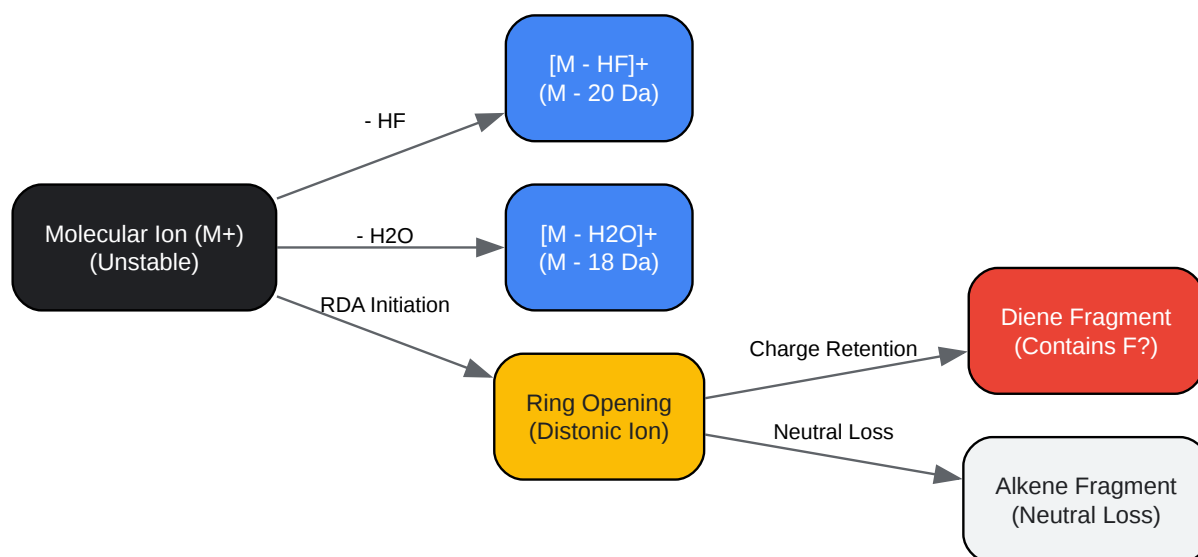 [M - HF]+
(M - 20 Da)
- HF
Molecular Ion (M+)
(Unstable)
- H2O
[M - H2O]+
(M - 18 Da)
RDA Initiation
Ring Opening
(Distonic Ion)
Charge Retention
Diene Fragment
(Contains F?)
Neutral Loss
Alkene Fragment
(Neutral Loss)